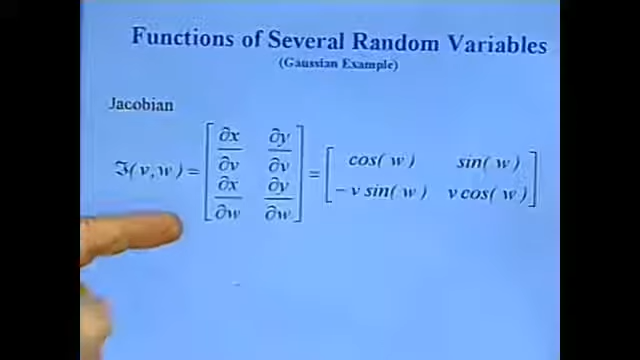 Functions of Several Random Variables
(Gaussian Example)
Jacobian
ℑ(v,w) = [ ∂x/∂v ∂y/∂v ; ∂x/∂w ∂y/∂w ] = [ cos( w ) sin( w ) ; − v sin( w ) v cos( w ) ]